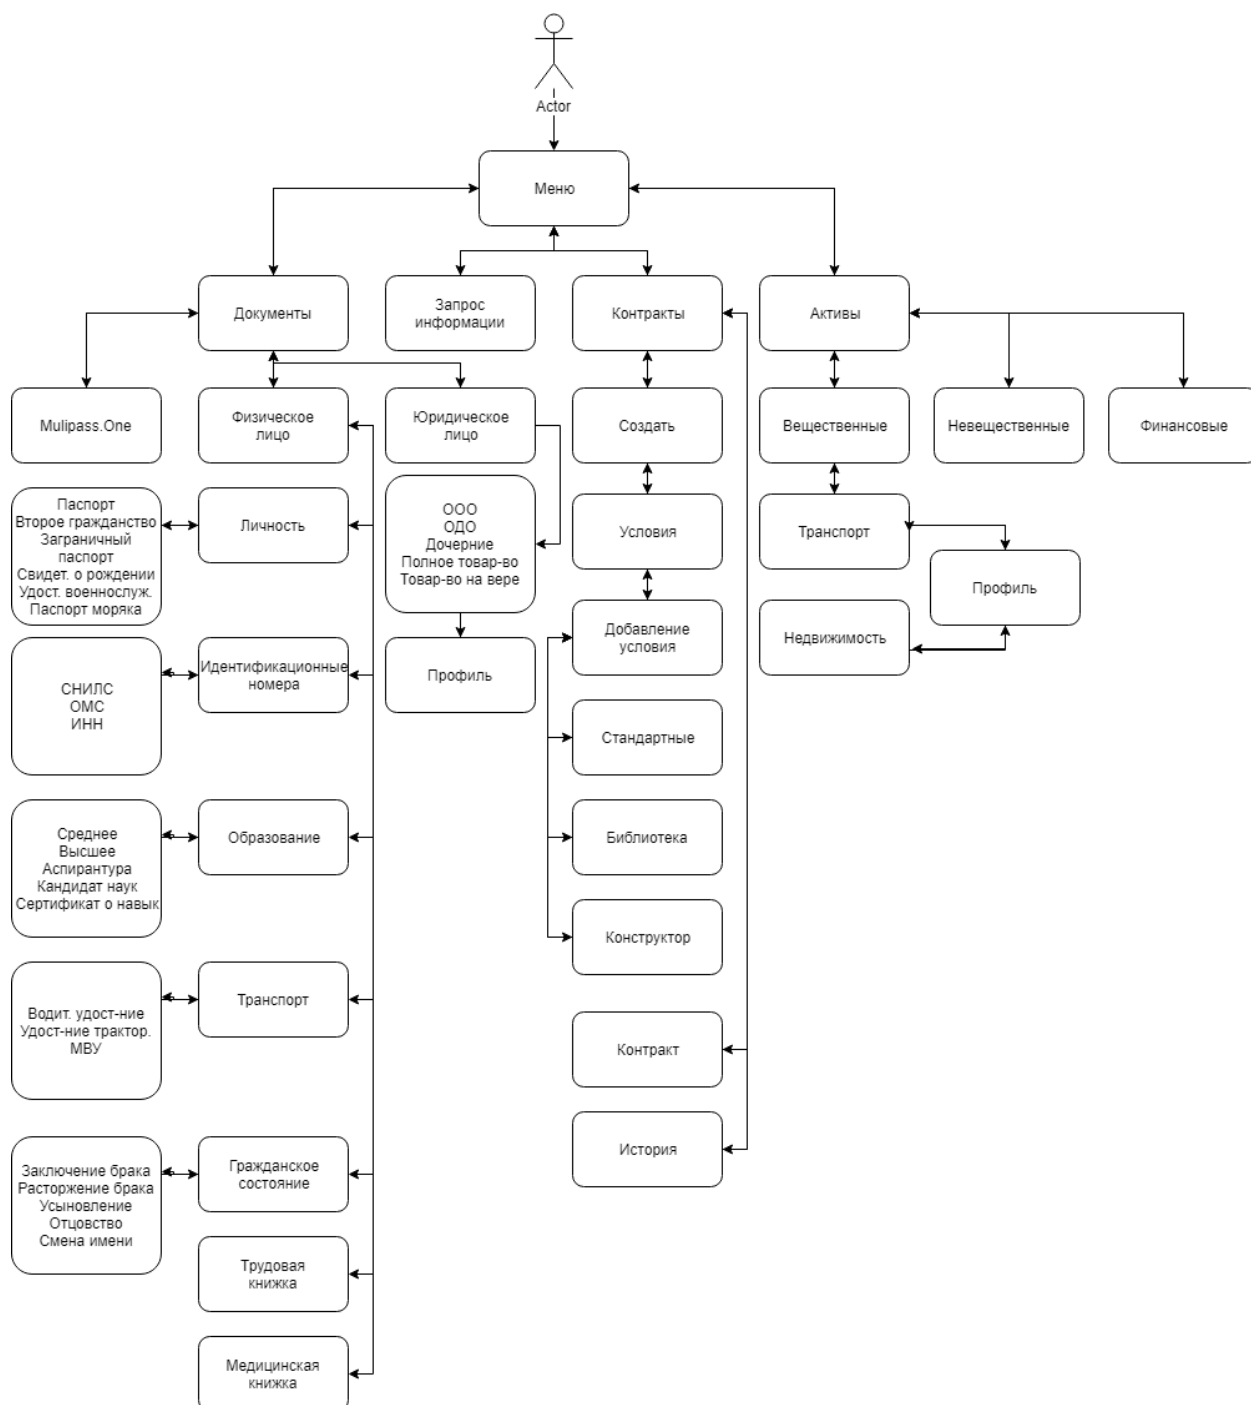 Actor
Меню
Документы
Запрос
информации
Контракты
Активы
Mulipass.One
Физическое
лицо
Юридическое
лицо
Создать
Вещественные
Невещественные
Финансовые
Паспорт
Второе гражданство
Заграничный
паспорт
Свидет. о рождении
Удост. военнослуж.
Паспорт моряка
Личность
ООО
ОДО
Дочерние
Полное товар-во
Товар-во на вере
Условия
Транспорт
Профиль
Добавление
условия
Недвижимость
СНИЛС
ОМС
ИНН
Идентификационные
номера
Профиль
Стандартные
Среднее
Высшее
Аспирантура
Кандидат наук
Сертификат о навык
Образование
Библиотека
Конструктор
Водит. удост-ние
Удост-ние трактор.
МВУ
Транспорт
Контракт
История
Заключение брака
Расторжение брака
Усыновление
Отцовство
Смена имени
Гражданское
состояние
Трудовая
книжка
Медицинская
книжка